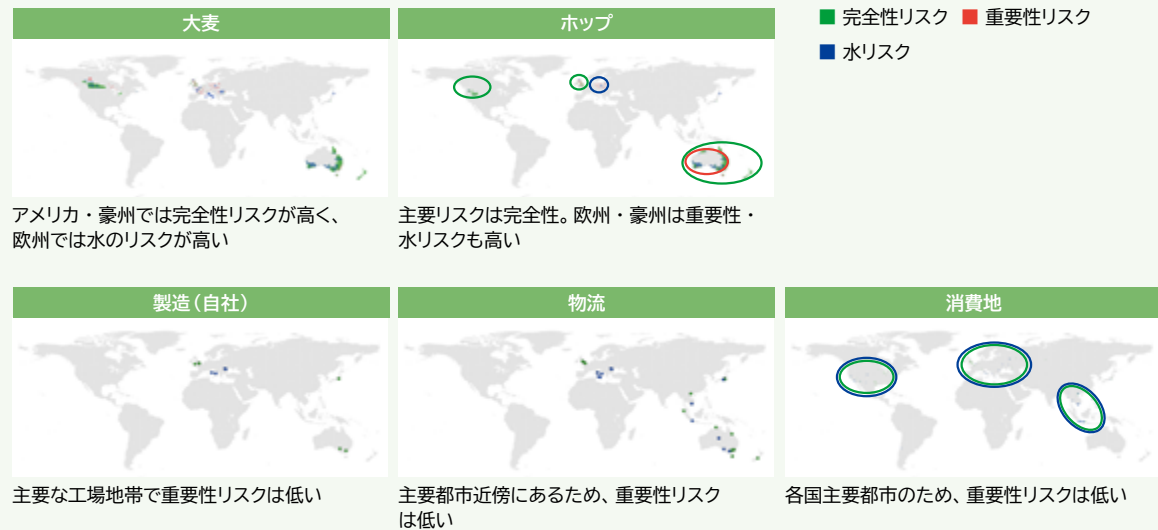 大麦
ホップ
■ 完全性リスク ■ 重要性リスク
■ 水リスク
アメリカ・豪州では完全性リスクが高く、
欧州では水のリスクが高い
主要リスクは完全性。欧州・豪州は重要性・
水リスクも高い
製造（自社）
物流
消費地
主要な工場地帯で重要性リスクは低い
主要都市近傍にあるため、重要性リスク
は低い
各国主要都市のため、重要性リスクは低い